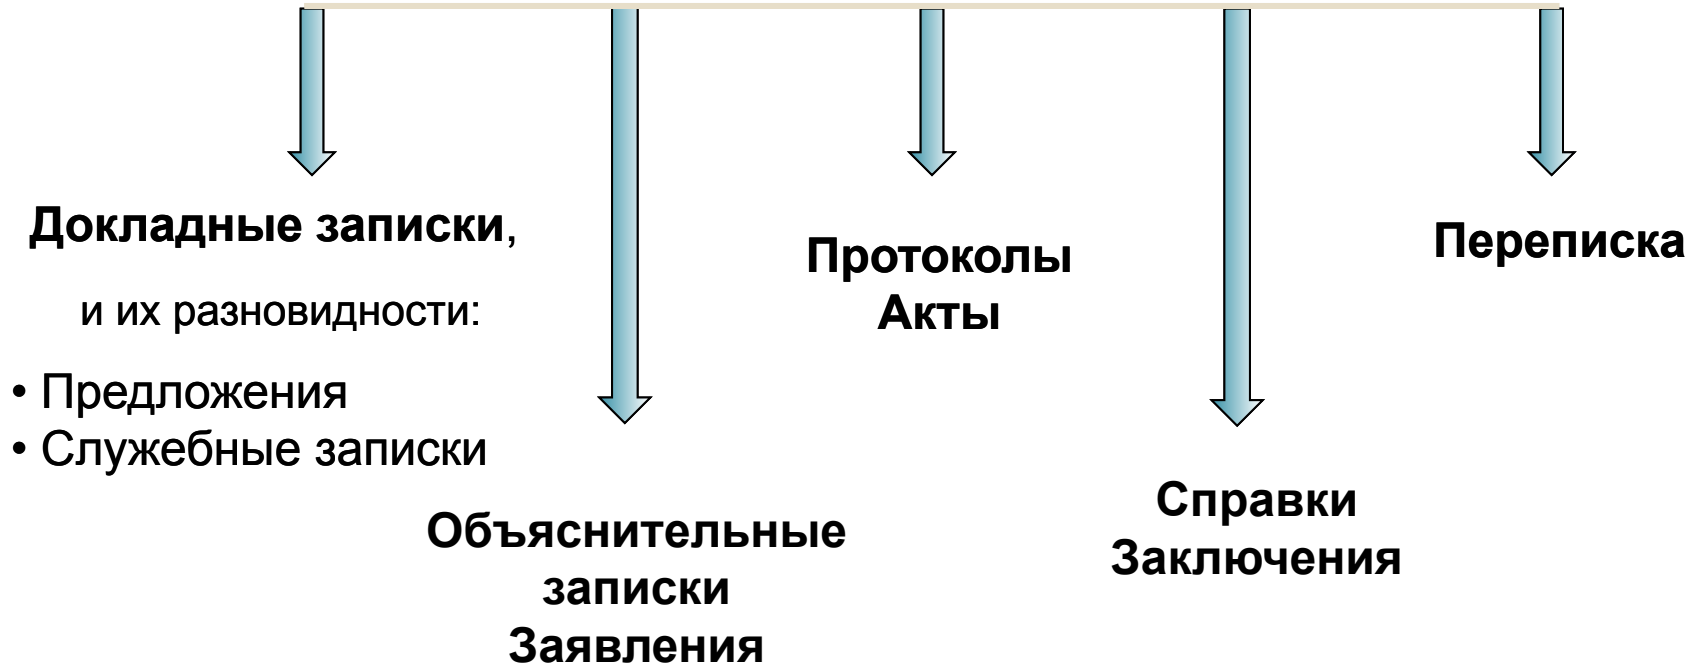 Докладные записки,
и их разновидности:
• Предложения
• Служебные записки
Объяснительные
записки
Заявления
Протоколы
Акты
Справки
Заключения
Переписка